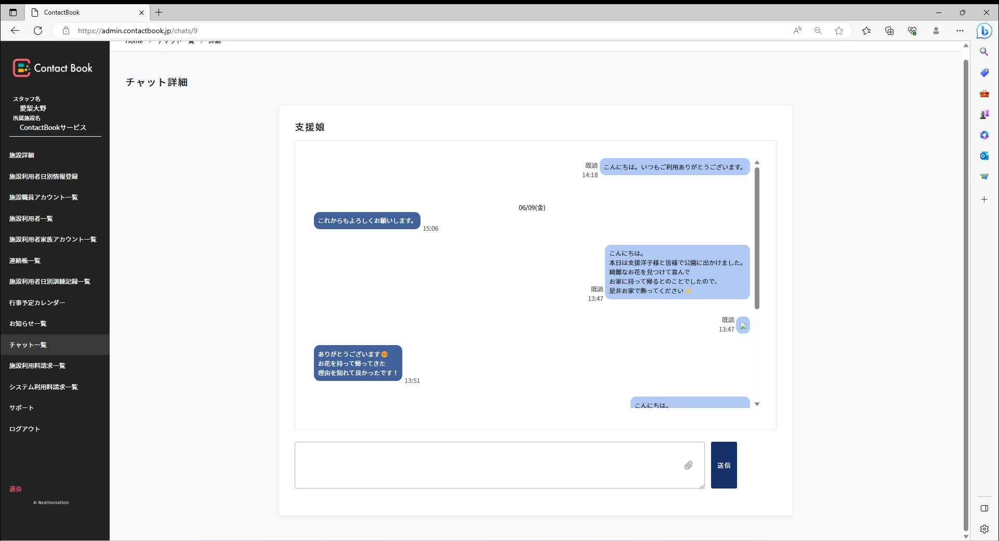 ContactBook
https://admin.contactbook.jp/chats/9
Home チャット一覧 詳細
Contact Book
スタッフ名
愛梨大野
所属施設名
ContactBookサービス
施設詳細
施設利用者日別情報登録
施設職員アカウント一覧
施設利用者一覧
施設利用者家族アカウント一覧
連絡帳一覧
施設利用者日別訓練記録一覧
行事予定カレンダー
お知らせ一覧
チャット一覧
施設利用料請求一覧
システム利用料請求一覧
サポート
ログアウト
退会
© NextInovation
チャット詳細
支援娘
既読
14:18
こんにちは。いつもご利用ありがとうございます。
06/09(金)
これからもよろしくお願いします。
15:06
こんにちは。
本日は支援洋子様と皆様で公園に出かけました。
綺麗なお花を見つけて喜んで
お家に持って帰るとのことでしたので、
是非お家で飾ってください✨
既読
13:47
既読
13:47
ありがとうございます😊
お花を持って帰ってきた
理由を知れて良かったです！
13:51
こんにちは。
送信